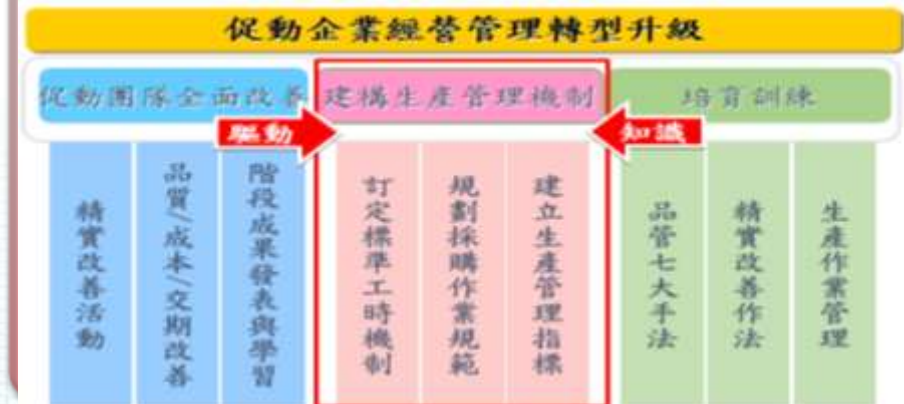 促動企業經營管理轉型升級
促動團隊全面改善
建構生產管理機制
培育訓練
驅動
知識
精實改善活動
品質/成本/交期改善
階段成果發表與學習
訂定標準工時機制
規劃採購作業規範
建立生產管理指標
品管七大手法
精實改善作法
生產作業管理